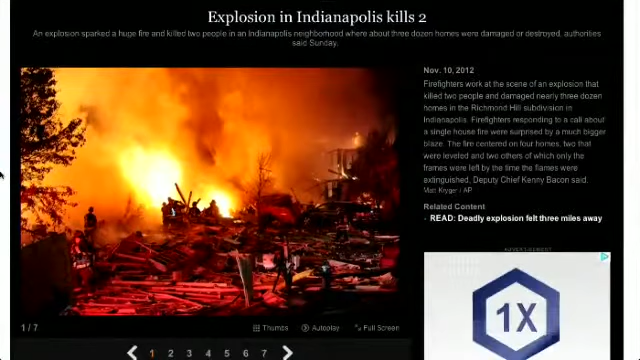 Explosion in Indianapolis kills 2
An explosion sparked a huge fire and killed two people in an Indianapolis neighborhood where about three dozen homes were damaged or destroyed, authorities
said Sunday.
Nov. 10, 2012
Firefighters work at the scene of an explosion that
killed two people and damaged nearly three dozen
homes in the Richmond Hill subdivision in
Indianapolis. Firefighters responding to a call about
a single house fire were surprised by a much bigger
blaze. The fire centered on four homes, two that
were leveled and two others of which only the
frames were left by the time the flames were
extinguished, Deputy Chief Kenny Bacon said.
Matt Kryger / AP
Related Content
READ: Deadly explosion felt three miles away
ADVERTISEMENT
1X
1 / 7
Thumbs
Autoplay
Full Screen
1 2 3 4 5 6 7